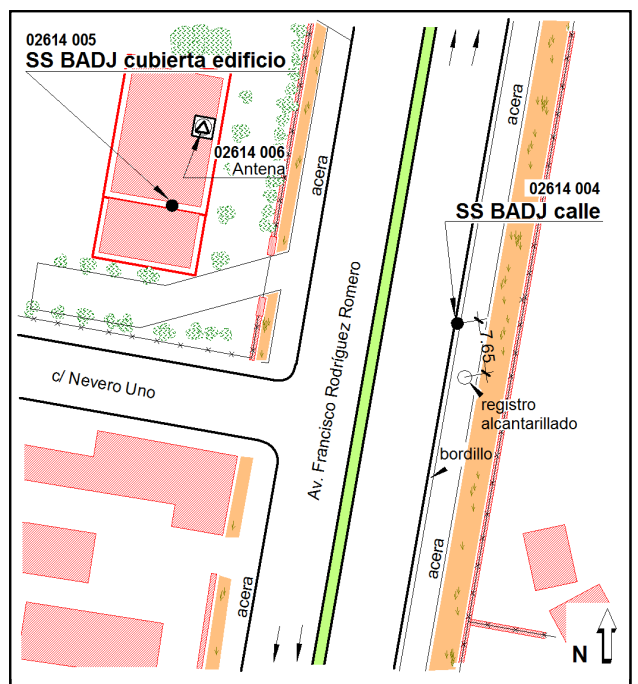 02614 005
SS BADJ cubierta edificio
02614 006
Antena
acera
acera
02614 004
SS BADJ calle
7.65
registro
alcantarillado
bordillo
c/ Nevero Uno
Av. Francisco Rodríguez Romero
acera
acera
N